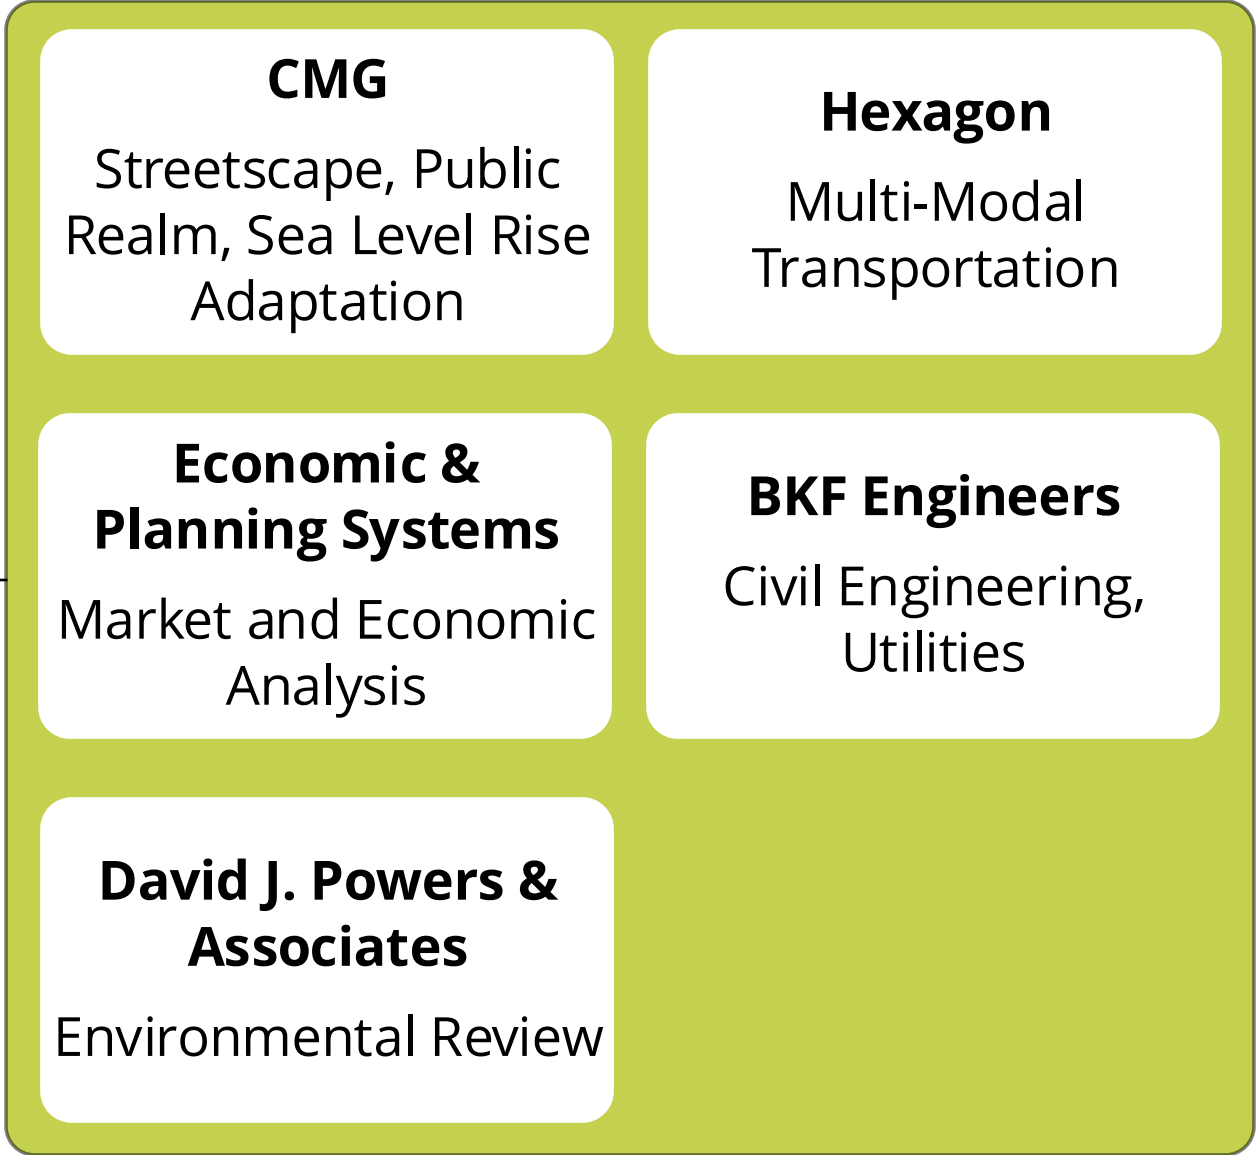 CMG
Streetscape, Public
Realm, Sea Level Rise
Adaptation
Hexagon
Multi-Modal
Transportation
Economic &
Planning Systems
Market and Economic
Analysis
BKF Engineers
Civil Engineering,
Utilities
David J. Powers &
Associates
Environmental Review